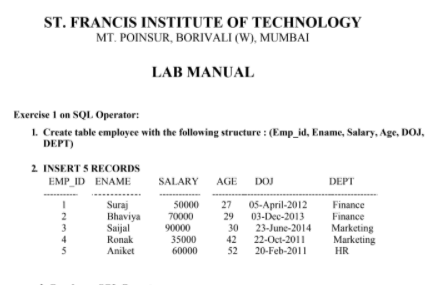 ST. FRANCIS INSTITUTE OF TECHNOLOGY
MT. POINSUR, BORIVALI (W), MUMBAI
LAB MANUAL
Exercise 1 on SQL Operator:
1. Create table employee with the following structure : (Emp_id, Ename, Salary, Age, DOJ,
DEPT)
2. INSERT 5 RECORDS
EMP_ID ENAME SALARY AGE DOJ DEPT
1 Suraj 50000 27 05-April-2012 Finance
2 Bhaviya 70000 29 03-Dec-2013 Finance
3 Saijal 90000 30 23-June-2014 Marketing
4 Ronak 35000 42 22-Oct-2011 Marketing
5 Aniket 60000 52 20-Feb-2011 HR